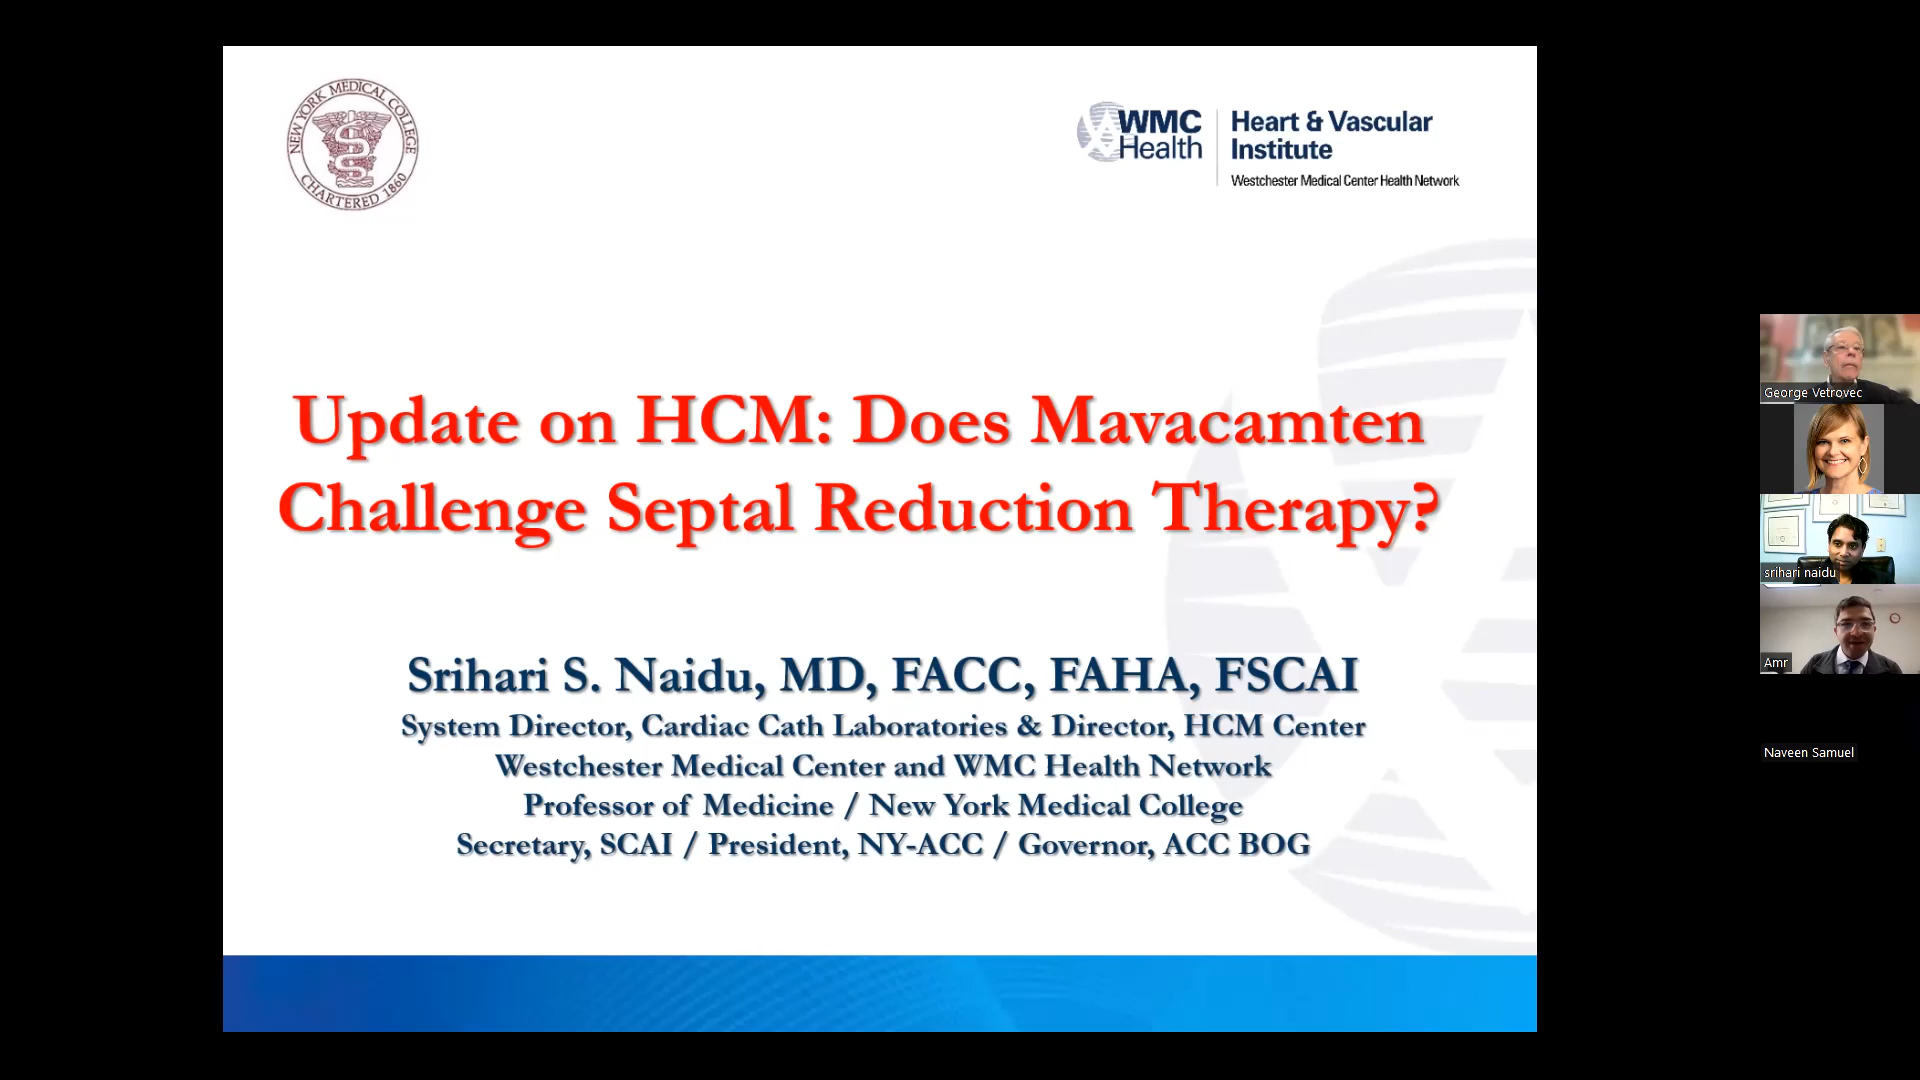 NEW YORK MEDICAL COLLEGE
CHARTERED 1860
WMC
Health
Heart & Vascular
Institute
Westchester Medical Center Health Network
Update on HCM: Does Mavacamten
Challenge Septal Reduction Therapy?
Srihari S. Naidu, MD, FACC, FAHA, FSCAI
System Director, Cardiac Cath Laboratories & Director, HCM Center
Westchester Medical Center and WMC Health Network
Professor of Medicine / New York Medical College
Secretary, SCAI / President, NY-ACC / Governor, ACC BOG
George Vetrovec
srihari naidu
Amr
Naveen Samuel